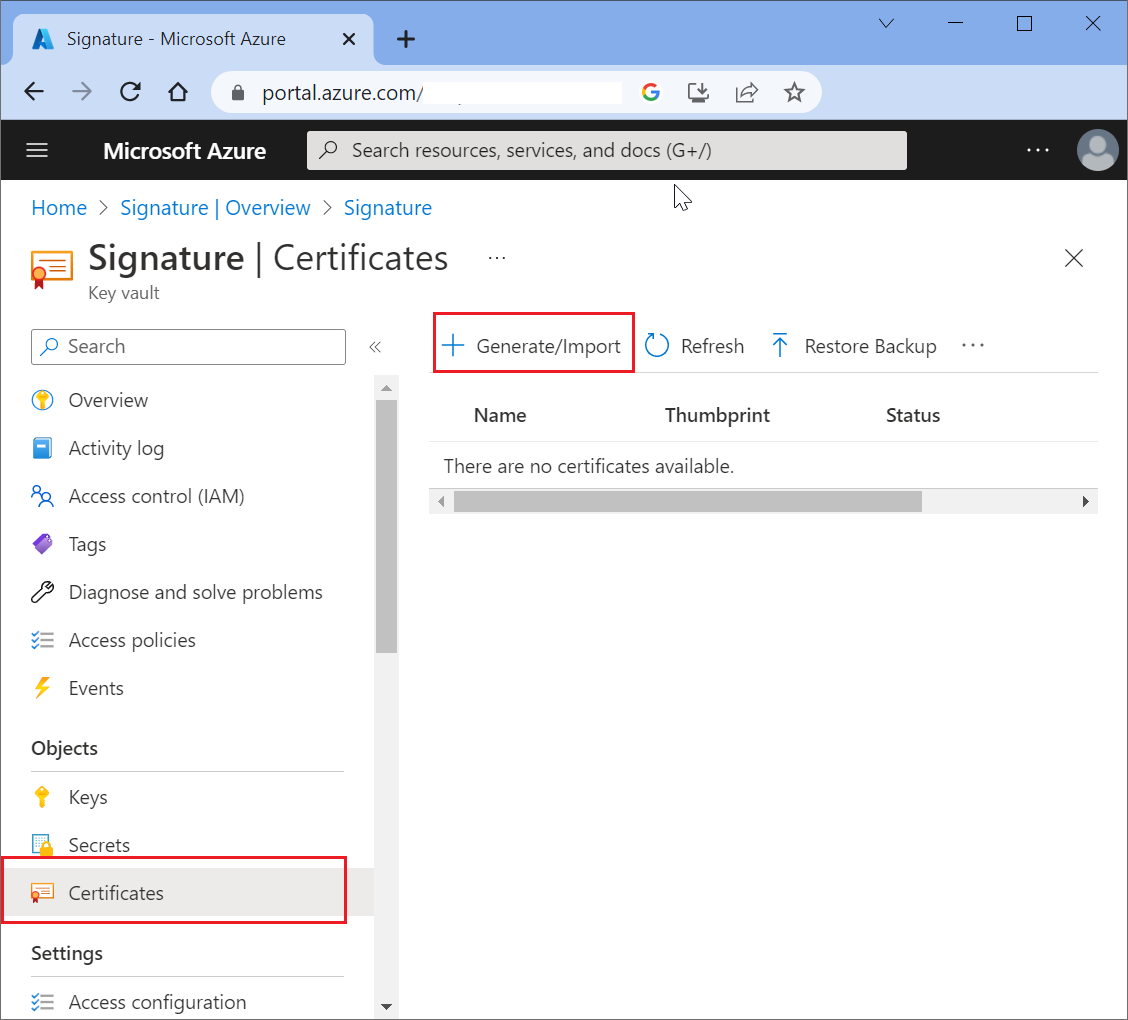 Signature - Microsoft Azure
portal.azure.com/
Microsoft Azure
Search resources, services, and docs (G+/)
Home > Signature | Overview > Signature
Signature | Certificates
Key vault
Search
Generate/Import
Refresh
Restore Backup
Overview
Activity log
Access control (IAM)
Tags
Diagnose and solve problems
Access policies
Events
Objects
Keys
Secrets
Certificates
Settings
Access configuration
Name Thumbprint Status
There are no certificates available.